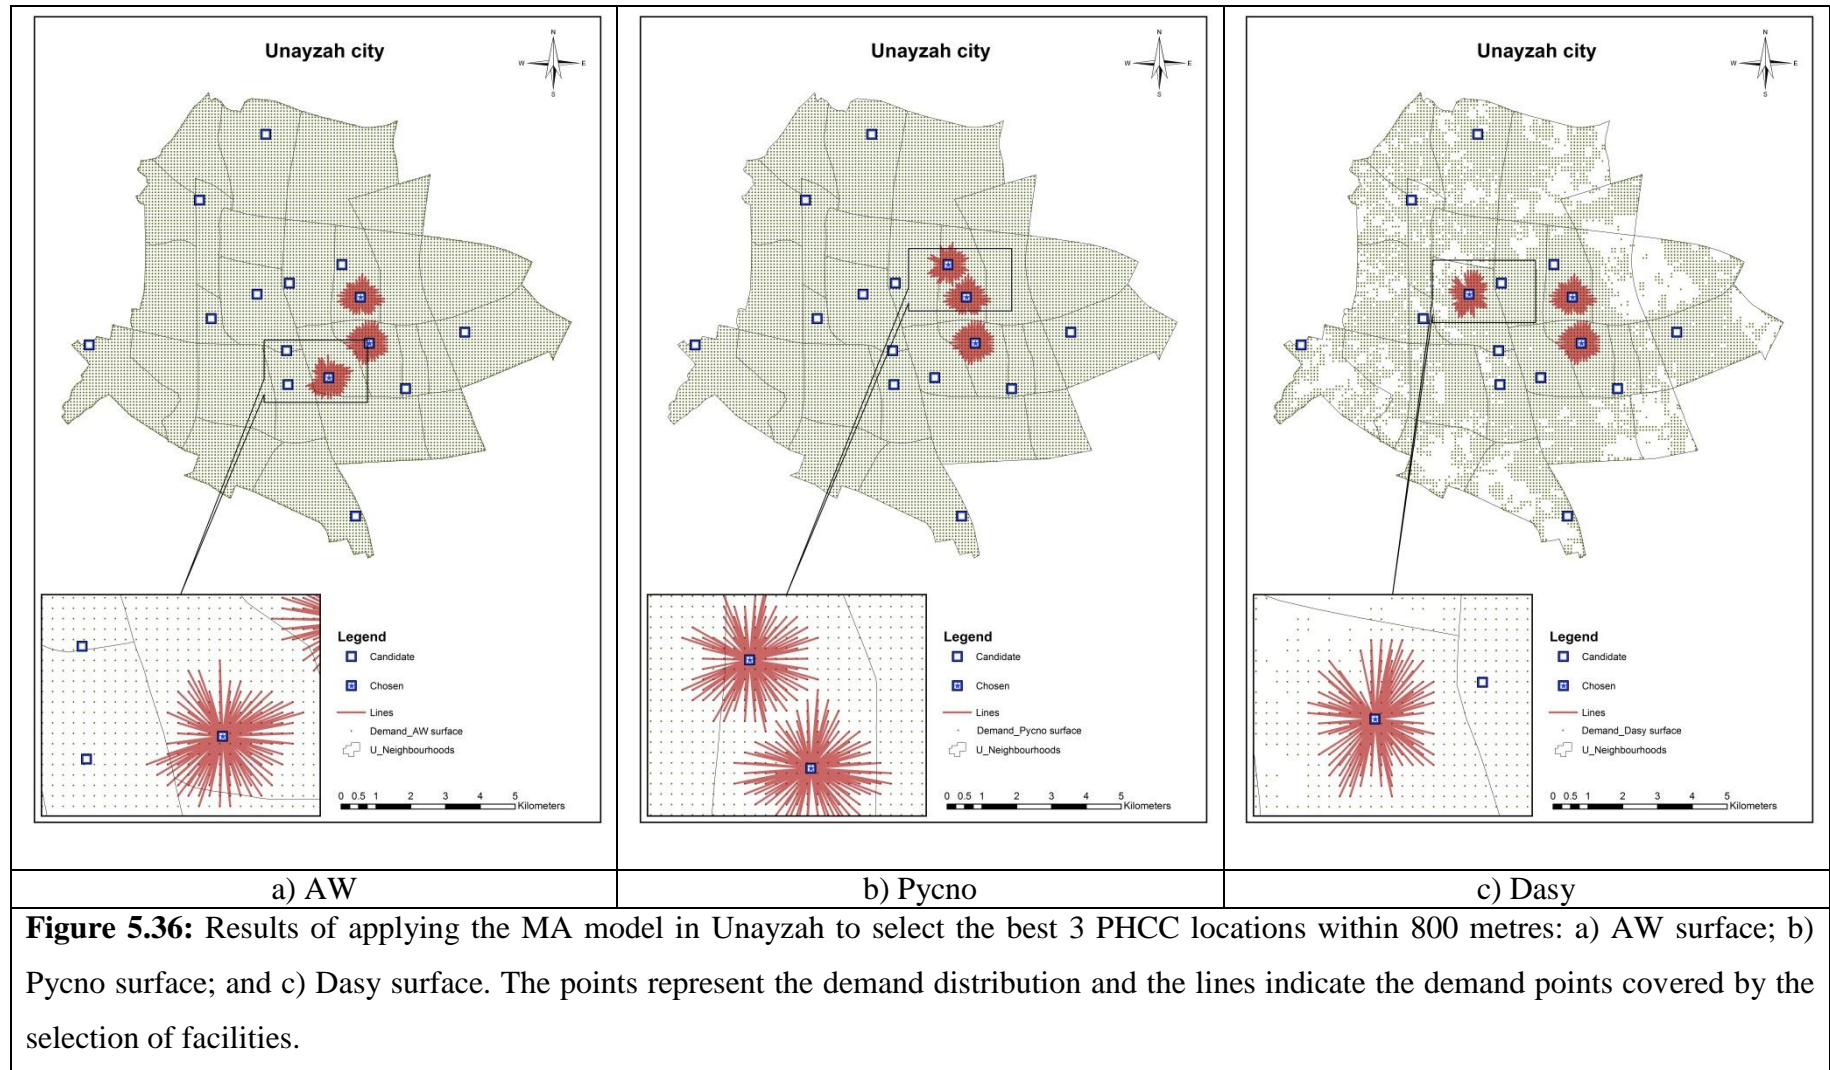 Unayzah city
N
W
E
S
Legend
Candidate
Chosen
Lines
Demand_AW surface
U_Neighbourhoods
0 0.5 1 2 3 4 5
Kilometers
Unayzah city
N
W
E
S
Legend
Candidate
Chosen
Lines
Demand_Pycno surface
U_Neighbourhoods
0 0.5 1 2 3 4 5
Kilometers
Unayzah city
N
W
E
S
Legend
Candidate
Chosen
Lines
Demand_Dasy surface
U_Neighbourhoods
0 0.5 1 2 3 4 5
Kilometers
a) AW
b) Pycno
c) Dasy
Figure 5.36: Results of applying the MA model in Unayzah to select the best 3 PHCC locations within 800 metres: a) AW surface; b)
Pycno surface; and c) Dasy surface. The points represent the demand distribution and the lines indicate the demand points covered by the
selection of facilities.